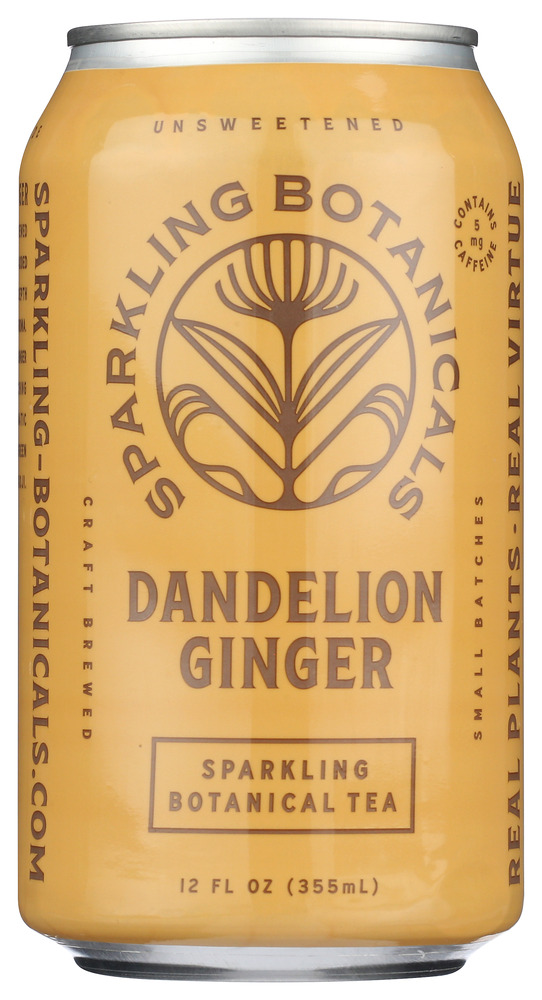 UNSWEETENED
SPARKLING BOTANICALS
CONTAINS
5
mg
CAFFEINE
SPARKLING-BOTANICALS.COM
CRAFT BREWED
SMALL BATCHES
REAL PLANTS · REAL VIRTUE
DANDELION
GINGER
SPARKLING
BOTANICAL TEA
12 FL OZ (355mL)